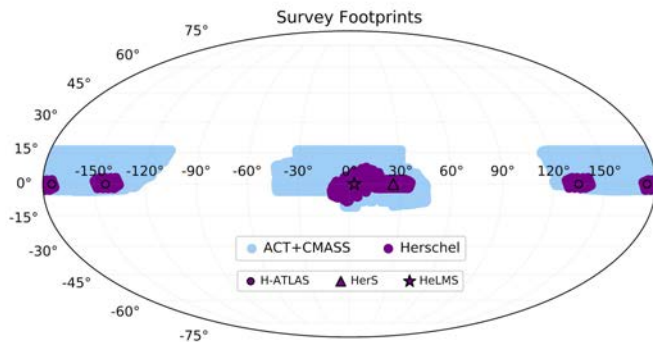 Survey Footprints
75°
60°
45°
30°
15°
0°
-150° -120° -90° -60° -30° 0° 30° 60° 90° 120° 150°
-15°
-30°
-45°
-60°
-75°
ACT+CMASS Herschel
H-ATLAS HerS HeLMS